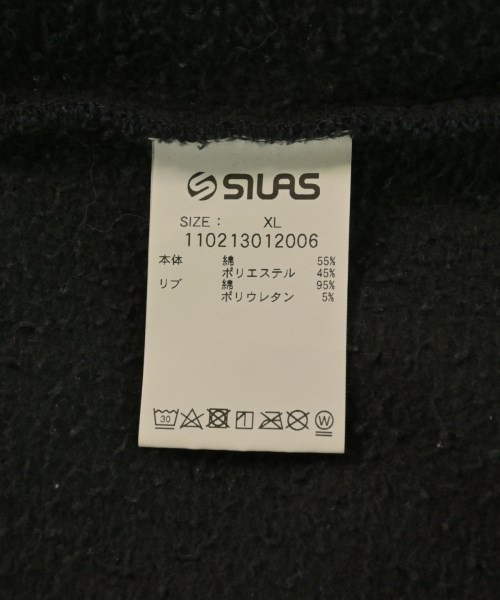 SILAS
SIZE: XL
110213012006
本体 綿 55%
ポリエステル 45%
リブ 綿 95%
ポリウレタン 5%
30 W